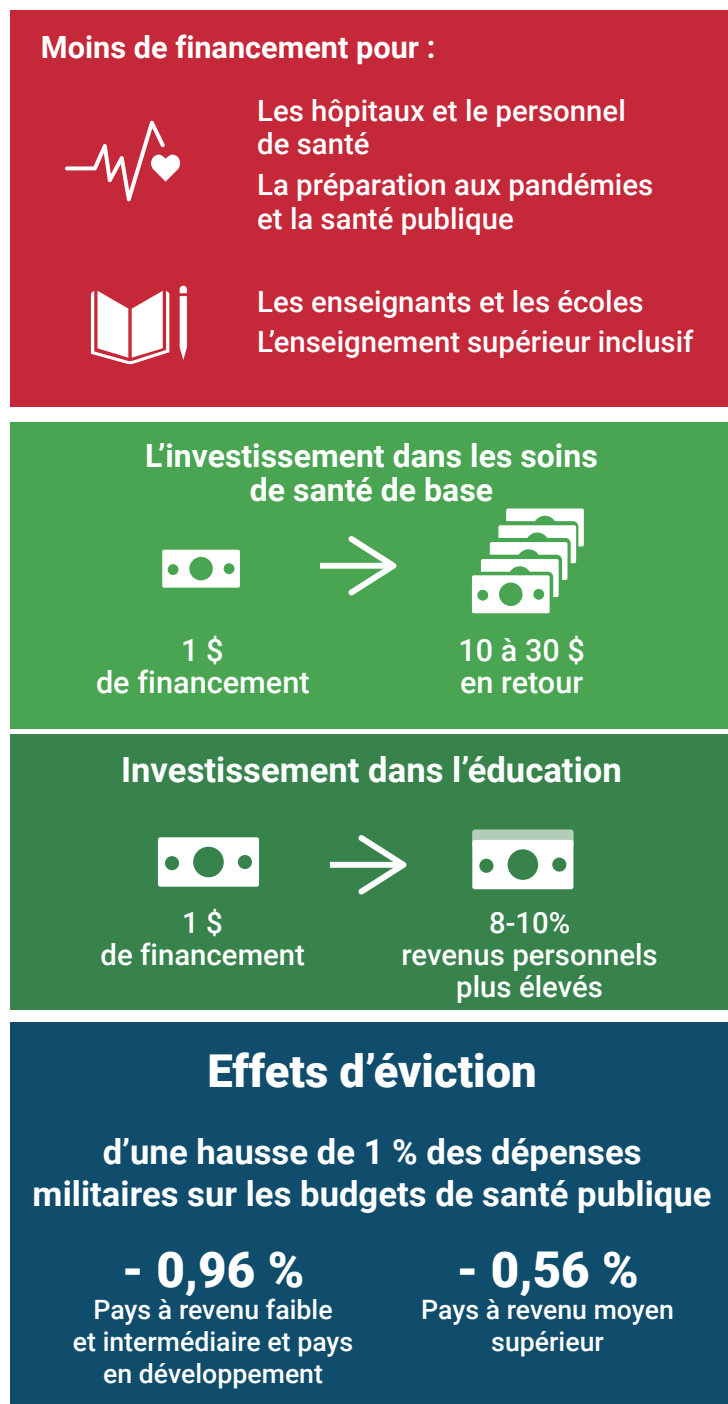 Moins de financement pour :
Les hôpitaux et le personnel
de santé
La préparation aux pandémies
et la santé publique
Les enseignants et les écoles
L’enseignement supérieur inclusif
L’investissement dans les soins
de santé de base
1 $
de financement
10 à 30 $
en retour
Investissement dans l’éducation
1 $
de financement
8-10%
revenus personnels
plus élevés
Effets d’éviction
d’une hausse de 1 % des dépenses
militaires sur les budgets de santé publique
- 0,96 %
Pays à revenu faible
et intermédiaire et pays
en développement
- 0,56 %
Pays à revenu moyen
supérieur